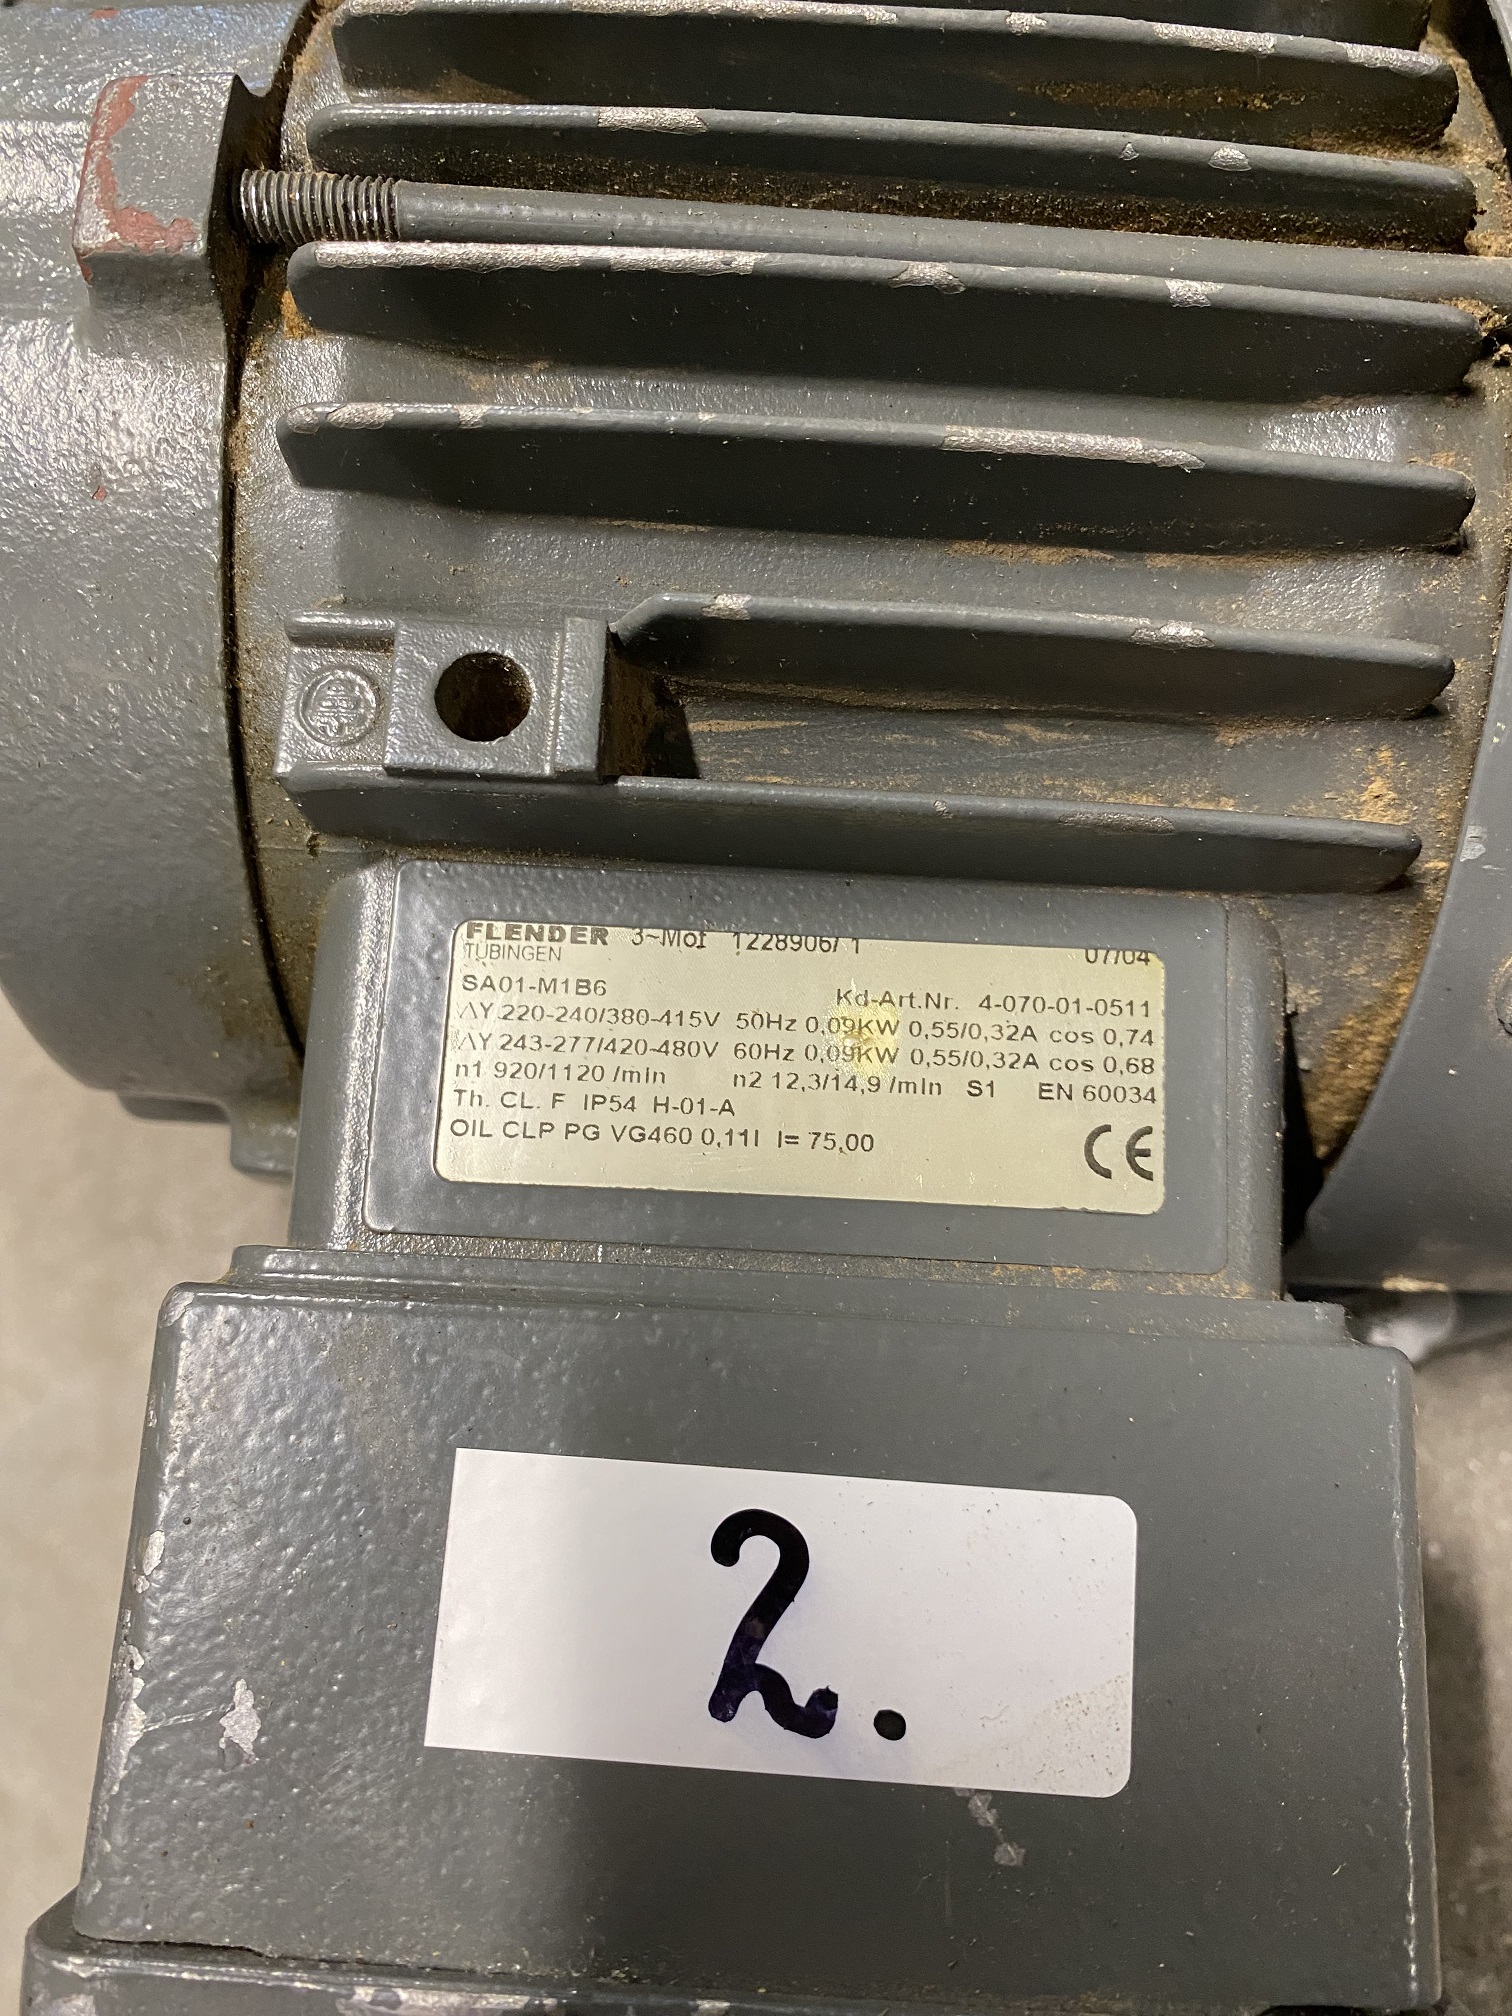 FLENDER 3~Mot 1228906/ 1 07/04
TÜBINGEN
SA01-M1B6 Kd-Art.Nr. 4-070-01-0511
△Y 220-240/380-415V 50Hz 0,09KW 0,55/0,32A cos 0,74
△Y 243-277/420-480V 60Hz 0,09KW 0,55/0,32A cos 0,68
n1 920/1120 /min n2 12,3/14,9 /min S1 EN 60034
Th. CL. F IP54 H-01-A
OIL CLP PG VG460 0,11l I= 75,00
CE
2.